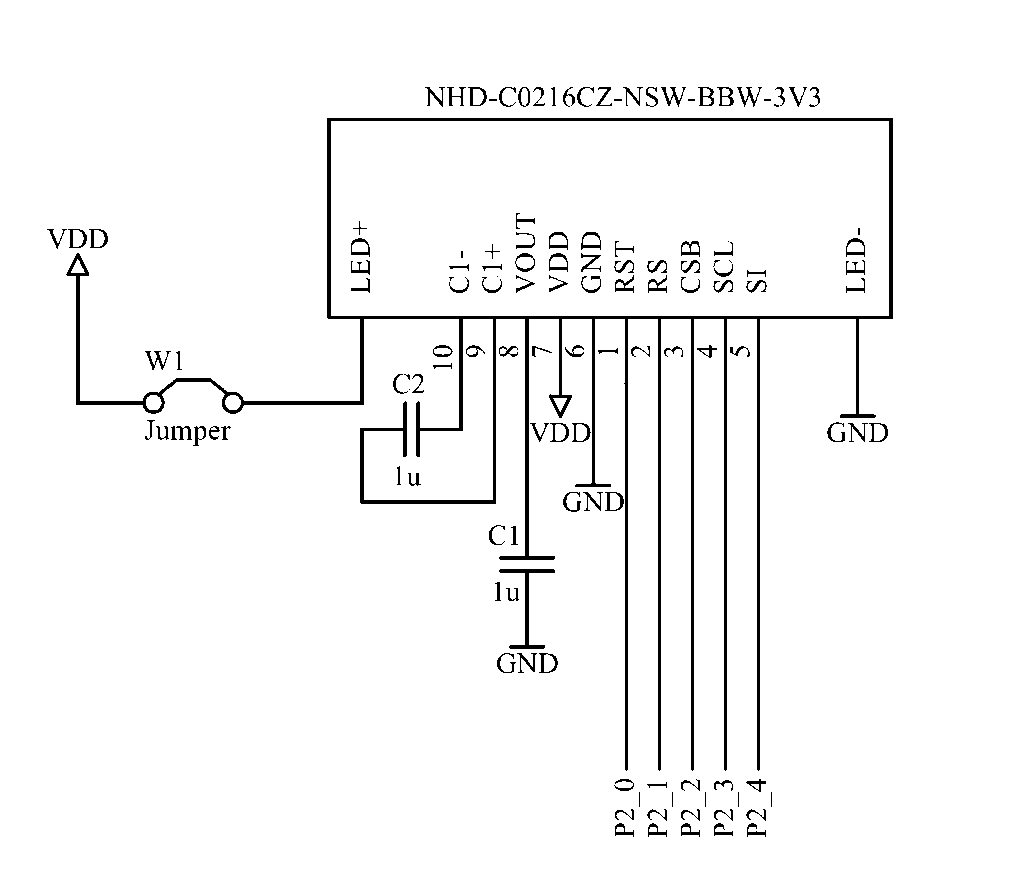 NHD-C0216CZ-NSW-BBW-3V3
VDD
LED+
C1-
C1+
VOUT
VDD
GND
RST
RS
CSB
SCL
SI
LED-
W1
Jumper
10
9
8
7
6
1
2
3
4
5
C2
1u
VDD
GND
GND
C1
1u
GND
P2_0
P2_1
P2_2
P2_3
P2_4